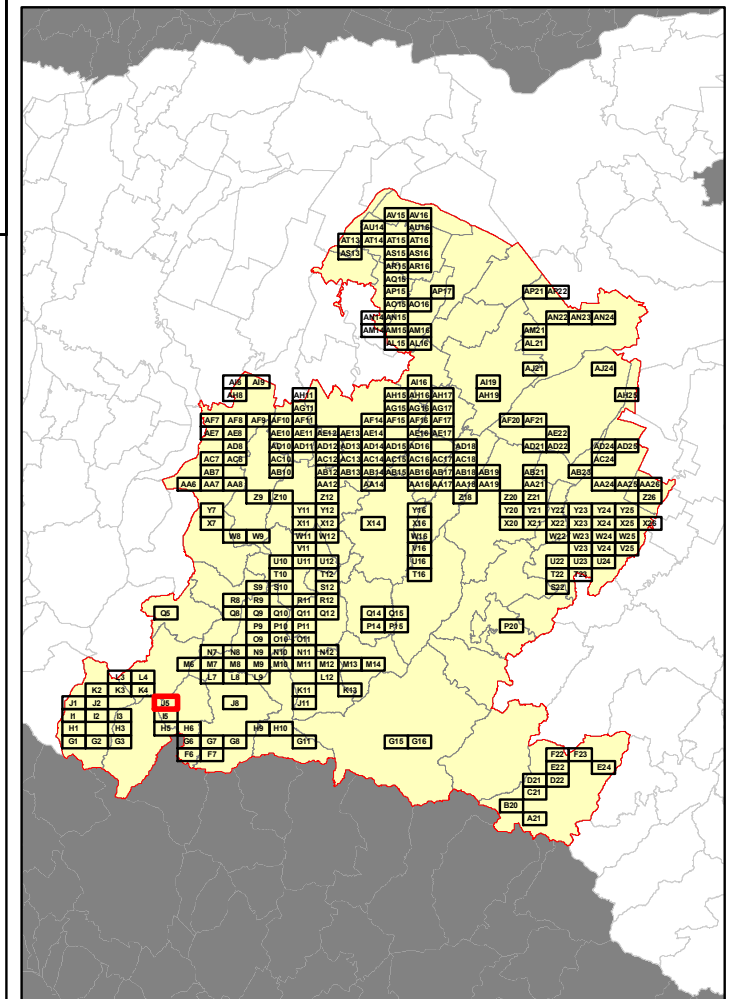 AV15 AV16
AU14 AU16
AT13 AT14 AT15 AT16
AS13 AS15 AS16
AR15 AR16
AQ15
AP15 AP17 AP21 AP22
AO15 AO16
AN14 AN15 AN22 AN23 AN24
AM14 AM15 AM16 AM21
AL15 AL16 AL21
AJ21 AJ24
AI8 AI9 AI16 AI19
AH8 AH11 AH15 AH16 AH17 AH19 AH25
AG11 AG15 AG16 AG17
AF7 AF8 AF9 AF10 AF11 AF14 AF15 AF16 AF17 AF20 AF21
AE7 AE8 AE10 AE11 AE12 AE13 AE14 AE16 AE17 AE22
AD8 AD10 AD11 AD12 AD13 AD14 AD15 AD16 AD18 AD21 AD22 AD24 AD25
AC7 AC8 AC10 AC12 AC13 AC14 AC15 AC16 AC17 AC18 AC24
AB7 AB10 AB12 AB13 AB14 AB15 AB16 AB17 AB18 AB19 AB21 AB23
AA6 AA7 AA8 AA12 AA14 AA16 AA17 AA18 AA19 AA21 AA24 AA25 AA26
Z9 Z10 Z12 Z18 Z20 Z21 Z26
Y7 Y11 Y12 Y16 Y20 Y21 Y22 Y23 Y24 Y25
X7 X11 X12 X14 X16 X20 X21 X22 X23 X24 X25 X26
W8 W9 W11 W12 W16 W22 W23 W24 W25
V11 V16 V23 V24 V25
U10 U11 U12 U16 U22 U23 U24
T10 T12 T16 T22 T23
S9 S10 S12 S22
R8 R9 R11 R12
Q5 Q8 Q9 Q10 Q11 Q12 Q14 Q15
P9 P10 P11 P14 P15 P20
O9 O10 O11
N7 N8 N9 N10 N11 N12
M6 M7 M8 M9 M10 M11 M12 M13 M14
L3 L4 L7 L8 L9 L12
K2 K3 K4 K11 K13
J1 J2 J5 J8 J11
I1 I2 I3 I5
H1 H3 H5 H6 H9 H10
G1 G2 G3 G6 G7 G8 G11 G15 G16
F6 F7 F22 F23
E22 E24
D21 D22
C21
B20
A21